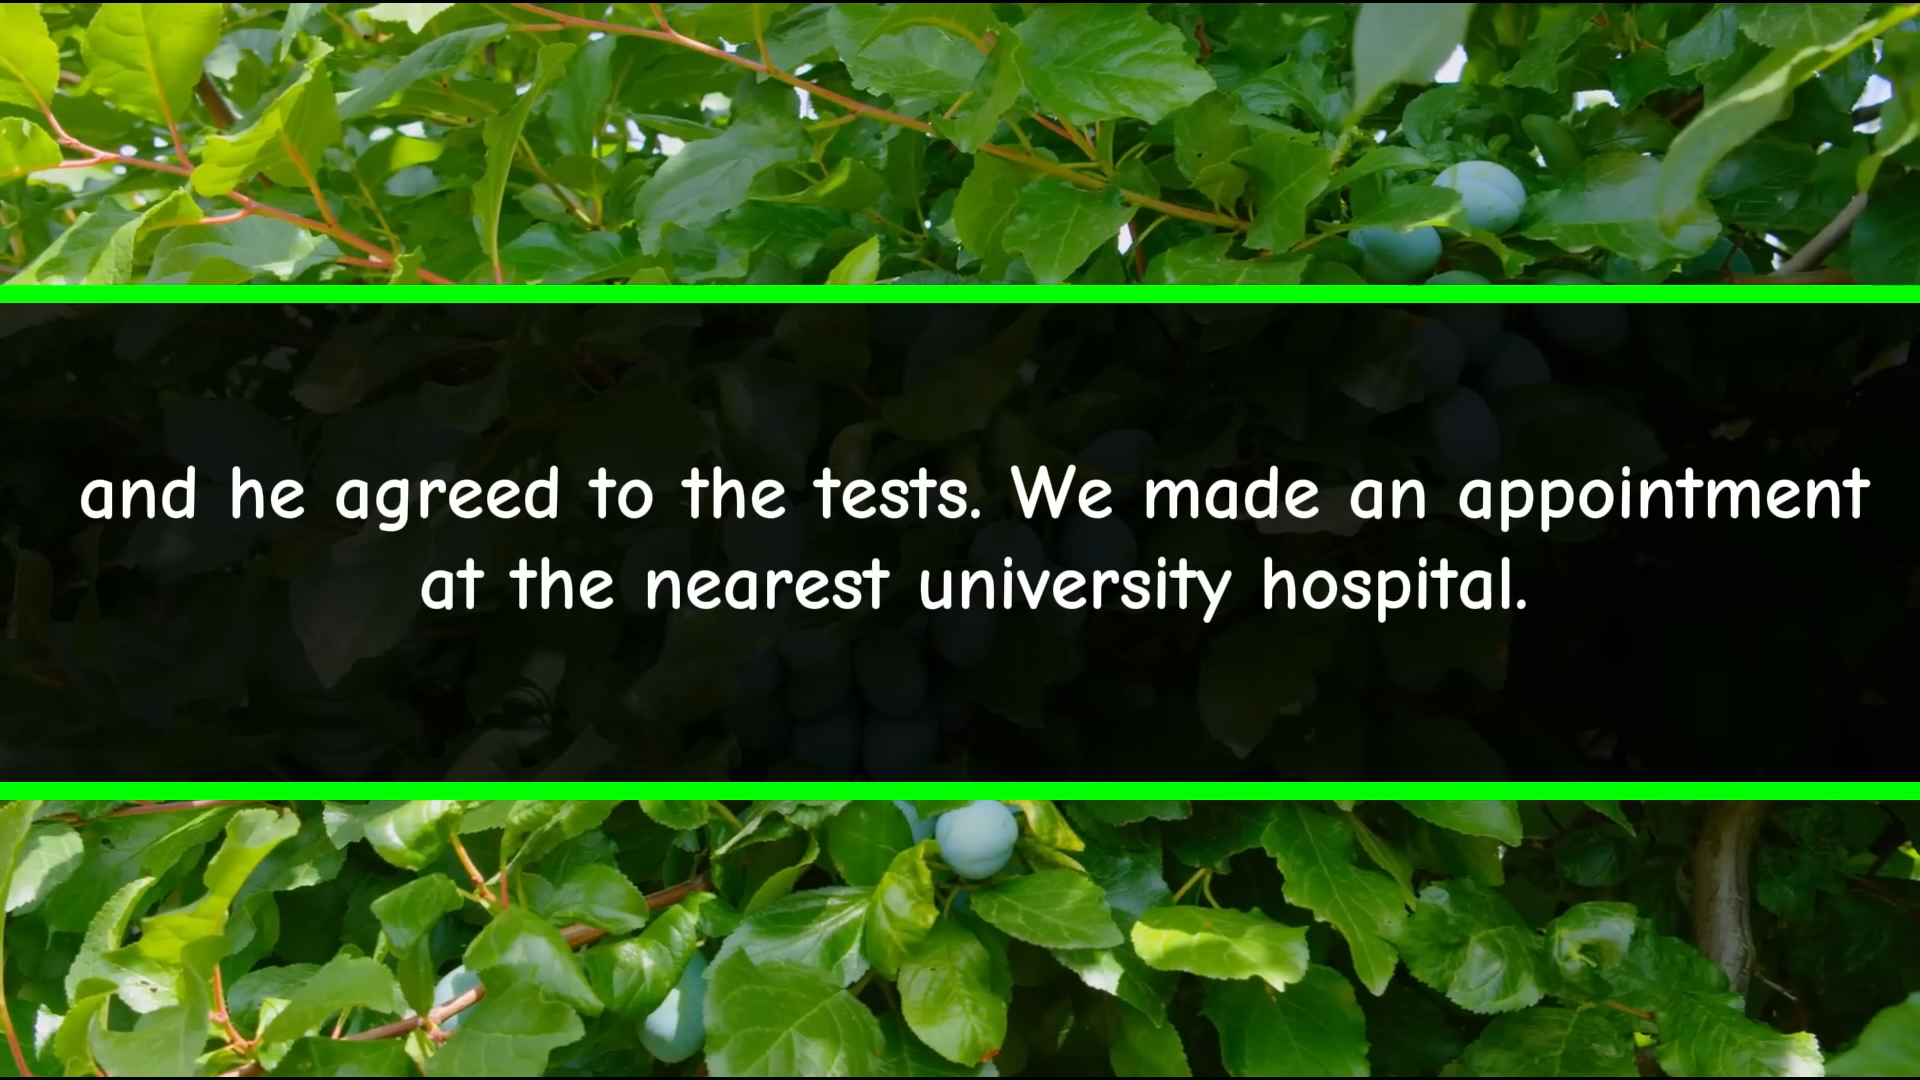 and he agreed to the tests. We made an appointment
at the nearest university hospital.